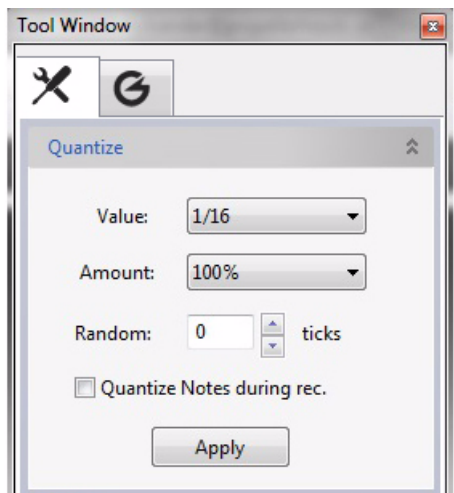 Tool Window
Quantize
Value: 1/16
Amount: 100%
Random: 0 ticks
Quantize Notes during rec.
Apply